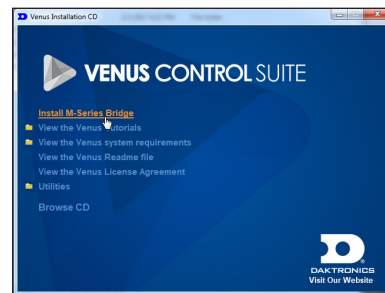 Venus Installation CD
VENUS CONTROL SUITE
Install M-Series Bridge
View the Venus Tutorials
View the Venus system requirements
View the Venus Readme file
View the Venus License Agreement
Utilities
Browse CD
DAKTRONICS
Visit Our Website